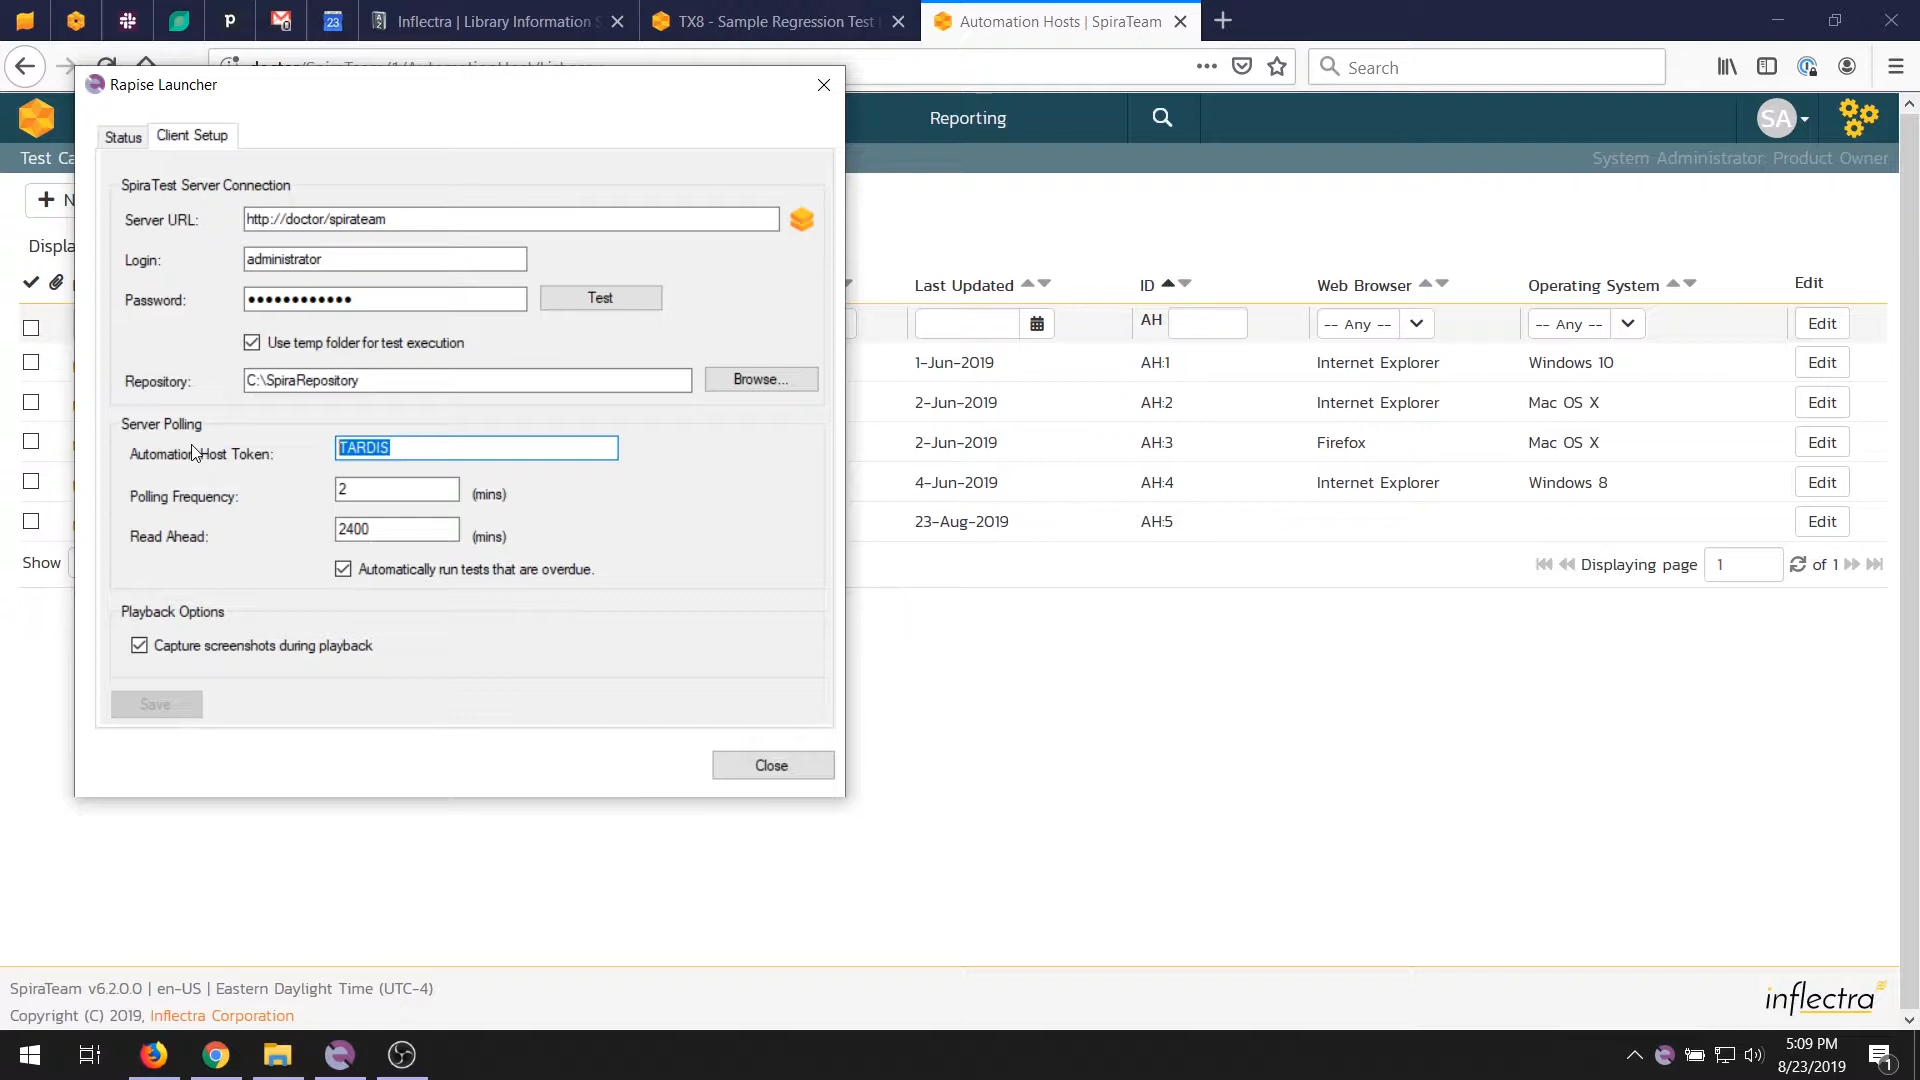 Inflectra | Library Information S
TX8 - Sample Regression Test
Automation Hosts | SpiraTeam
P
23
Search
Rapise Launcher
Status
Client Setup
SpiraTest Server Connection
Server URL:
http://doctor/spirateam
Login:
administrator
Password:
Test
Use temp folder for test execution
Repository:
C:\SpiraRepository
Browse...
Server Polling
Automation Host Token:
TARDIS
Polling Frequency:
2
(mins)
Read Ahead:
2400
(mins)
Automatically run tests that are overdue.
Playback Options
Capture screenshots during playback
Save
Close
Reporting
SA
Test Ca
System Administrator: Product Owner
N
Displa
Last Updated
ID
Web Browser
Operating System
Edit
AH
-- Any --
-- Any --
Edit
1-Jun-2019 AH:1 Internet Explorer Windows 10 Edit
2-Jun-2019 AH:2 Internet Explorer Mac OS X Edit
2-Jun-2019 AH:3 Firefox Mac OS X Edit
4-Jun-2019 AH:4 Internet Explorer Windows 8 Edit
23-Aug-2019 AH:5 Edit
Show
Displaying page 1 of 1
SpiraTeam v6.2.0.0 | en-US | Eastern Daylight Time (UTC-4)
Copyright (C) 2019, Inflectra Corporation
inflectra
5:09 PM
8/23/2019
1